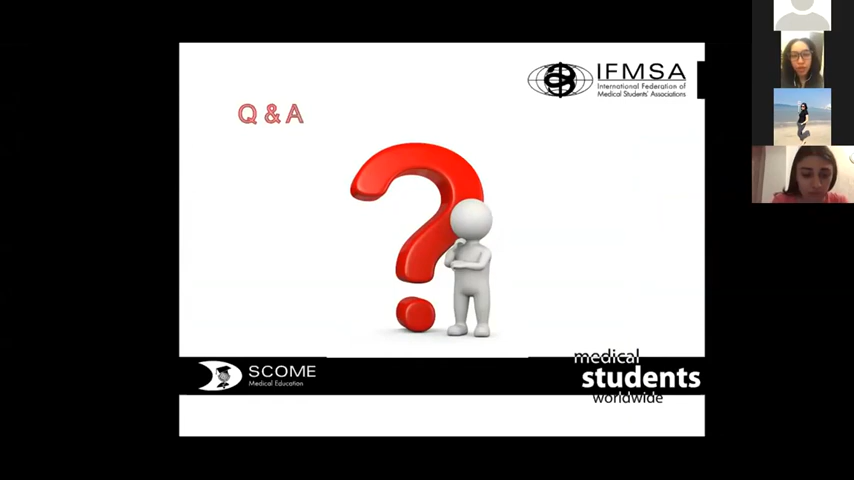 IFMSA
International Federation of
Medical Students' Associations
Q & A
SCOME
Medical Education
medical
students
worldwide